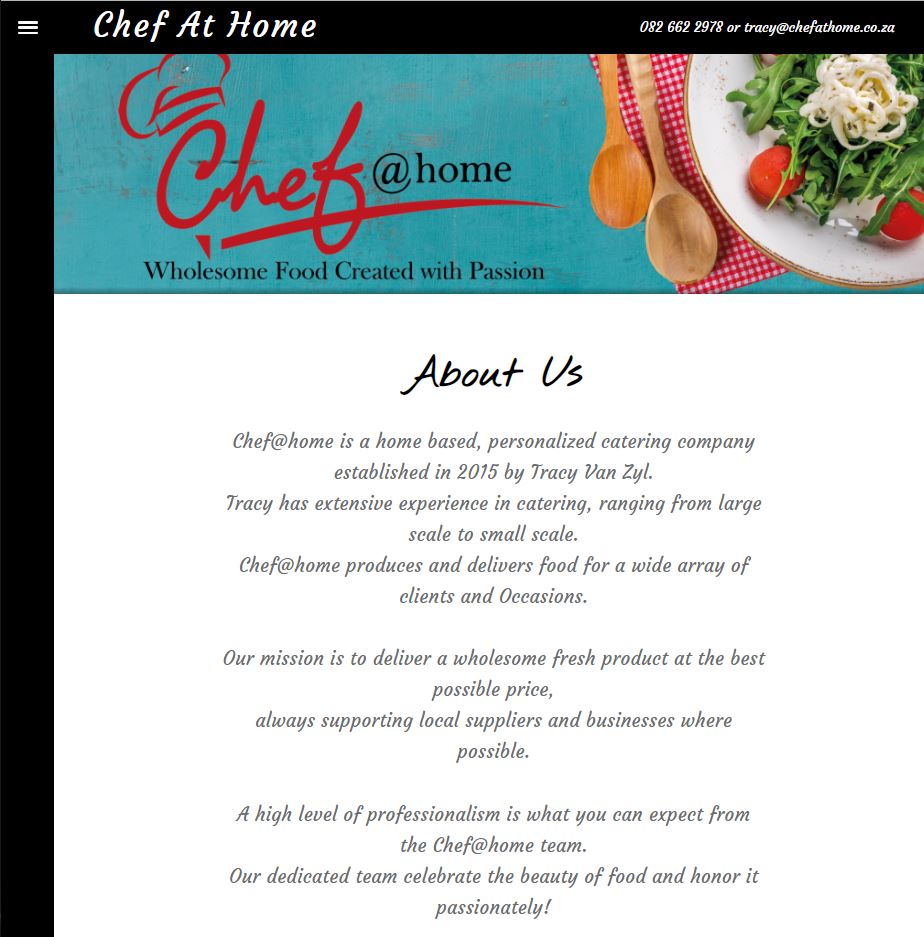 Chef At Home
082 662 2978 or tracy@chefathome.co.za
Chef@home
Wholesome Food Created with Passion
About Us
Chef@home is a home based, personalized catering company
established in 2015 by Tracy Van Zyl.
Tracy has extensive experience in catering, ranging from large
scale to small scale.
Chef@home produces and delivers food for a wide array of
clients and Occasions.
Our mission is to deliver a wholesome fresh product at the best
possible price,
always supporting local suppliers and businesses where
possible.
A high level of professionalism is what you can expect from
the Chef@home team.
Our dedicated team celebrate the beauty of food and honor it
passionately!